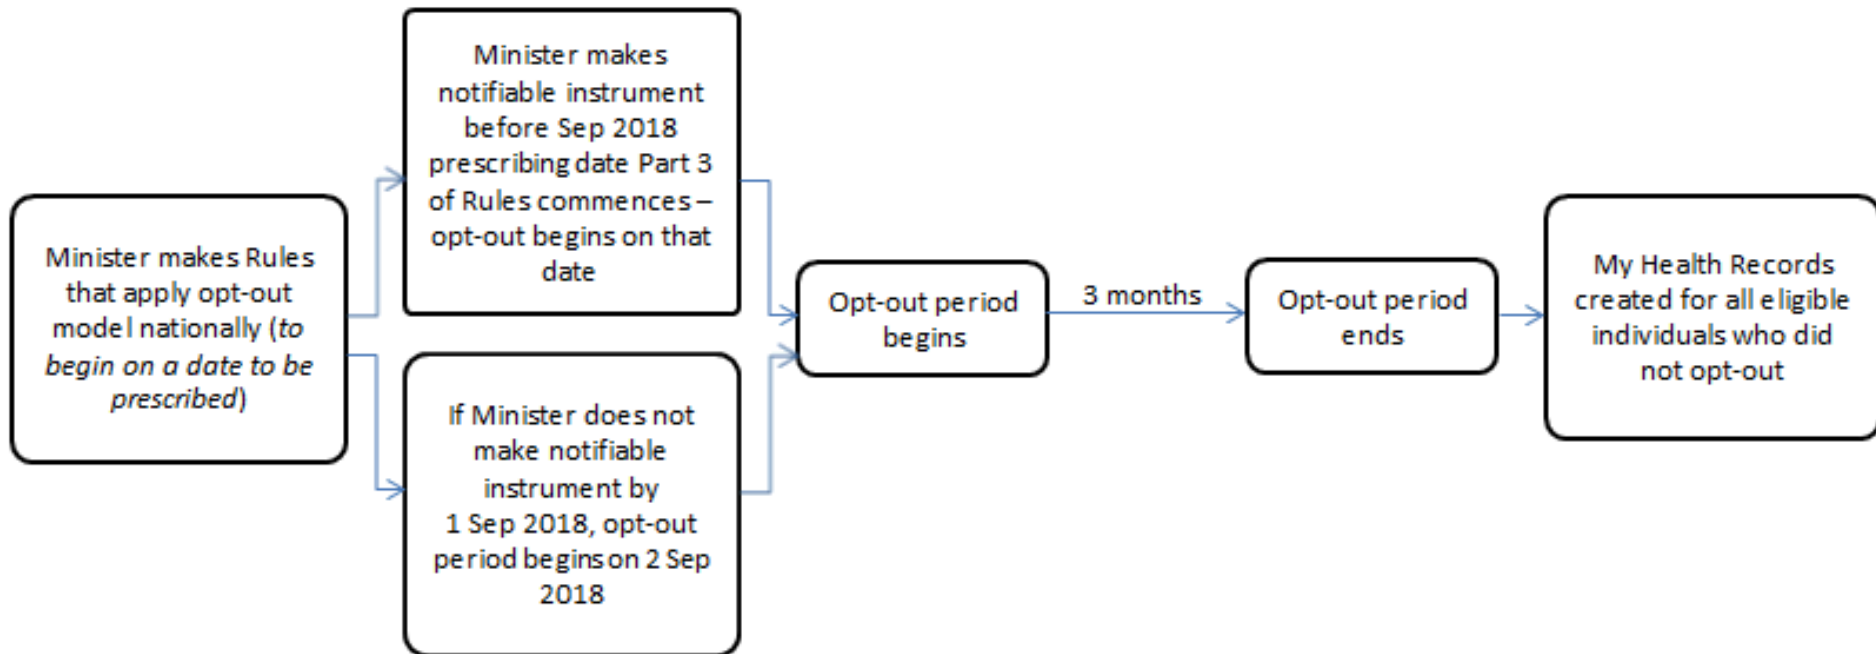 Minister makes Rules
that apply opt-out
model nationally (to
begin on a date to be
prescribed)
Minister makes
notifiable instrument
before Sep 2018
prescribing date Part 3
of Rules commences –
opt-out begins on that
date
If Minister does not
make notifiable
instrument by
1 Sep 2018, opt-out
period begins on 2 Sep
2018
Opt-out period
begins
3 months
Opt-out period
ends
My Health Records
created for all eligible
individuals who did
not opt-out